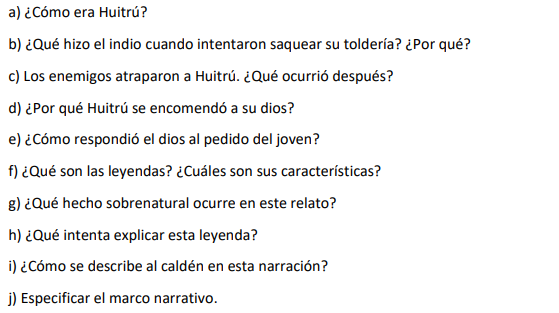 a) ¿Cómo era Huitrú?
b) ¿Qué hizo el indio cuando intentaron saquear su toldería? ¿Por qué?
c) Los enemigos atraparon a Huitrú. ¿Qué ocurrió después?
d) ¿Por qué Huitrú se encomendó a su dios?
e) ¿Cómo respondió el dios al pedido del joven?
f) ¿Qué son las leyendas? ¿Cuáles son sus características?
g) ¿Qué hecho sobrenatural ocurre en este relato?
h) ¿Qué intenta explicar esta leyenda?
i) ¿Cómo se describe al caldén en esta narración?
j) Especificar el marco narrativo.